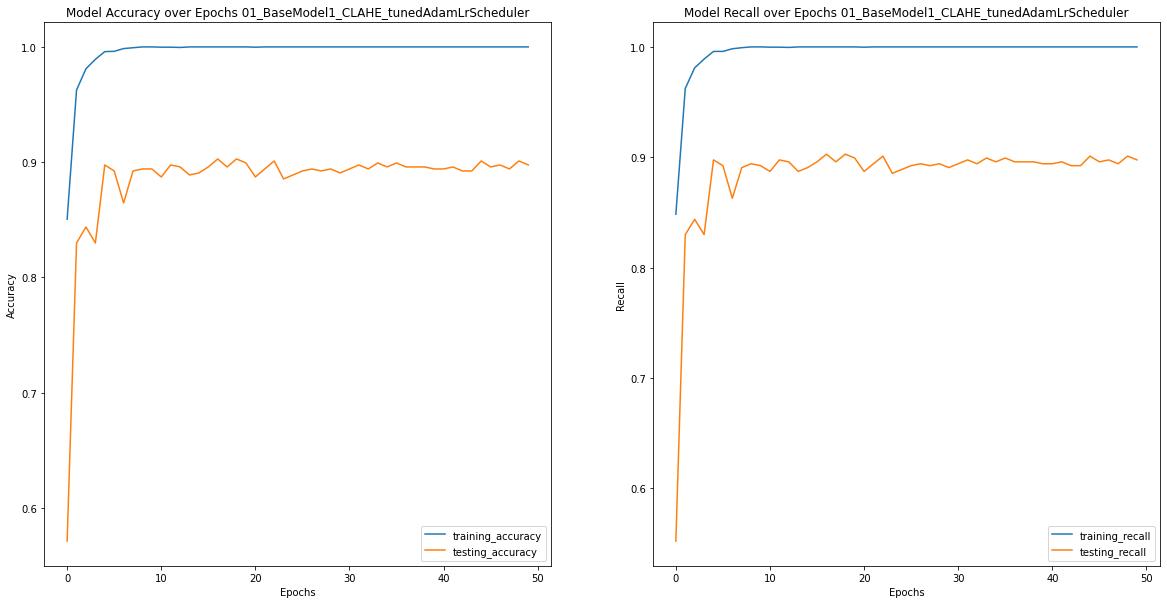 Model Accuracy over Epochs 01_BaseModel1_CLAHE_tunedAdamLrScheduler
1.0
0.9
0.8
0.7
0.6
Accuracy
0
10
20
30
40
50
Epochs
training_accuracy
testing_accuracy
Model Recall over Epochs 01_BaseModel1_CLAHE_tunedAdamLrScheduler
1.0
0.9
0.8
0.7
0.6
Recall
0
10
20
30
40
50
Epochs
training_recall
testing_recall